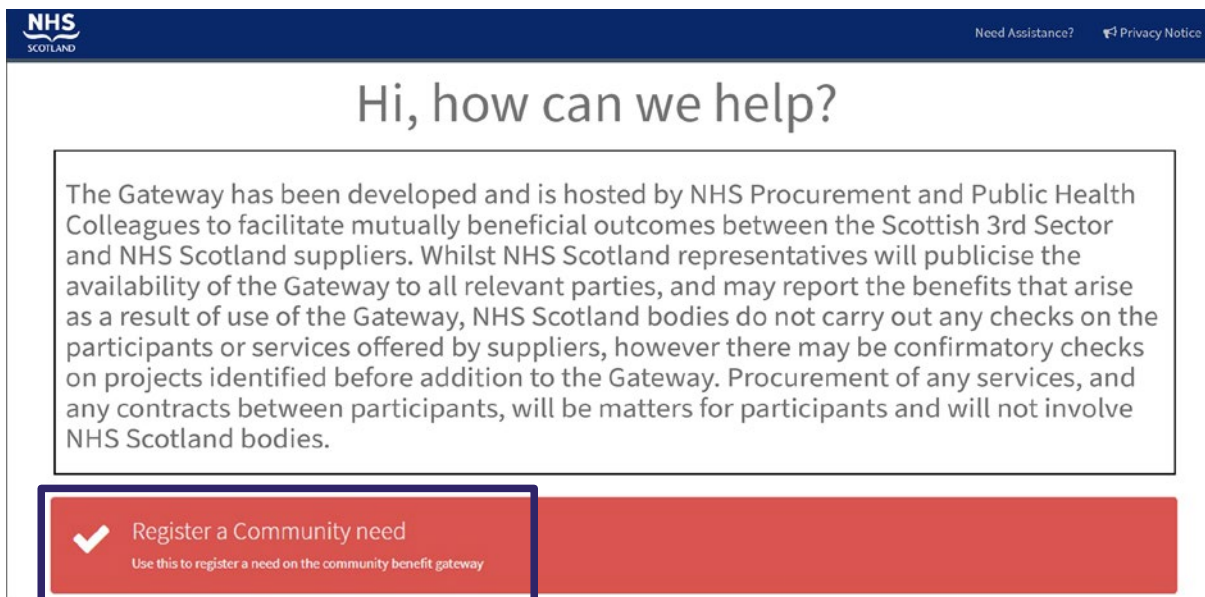 NHS
SCOTLAND
Need Assistance?
Privacy Notice
Hi, how can we help?
The Gateway has been developed and is hosted by NHS Procurement and Public Health
Colleagues to facilitate mutually beneficial outcomes between the Scottish 3rd Sector
and NHS Scotland suppliers. Whilst NHS Scotland representatives will publicise the
availability of the Gateway to all relevant parties, and may report the benefits that arise
as a result of use of the Gateway, NHS Scotland bodies do not carry out any checks on the
participants or services offered by suppliers, however there may be confirmatory checks
on projects identified before addition to the Gateway. Procurement of any services, and
any contracts between participants, will be matters for participants and will not involve
NHS Scotland bodies.
Register a Community need
Use this to register a need on the community benefit gateway